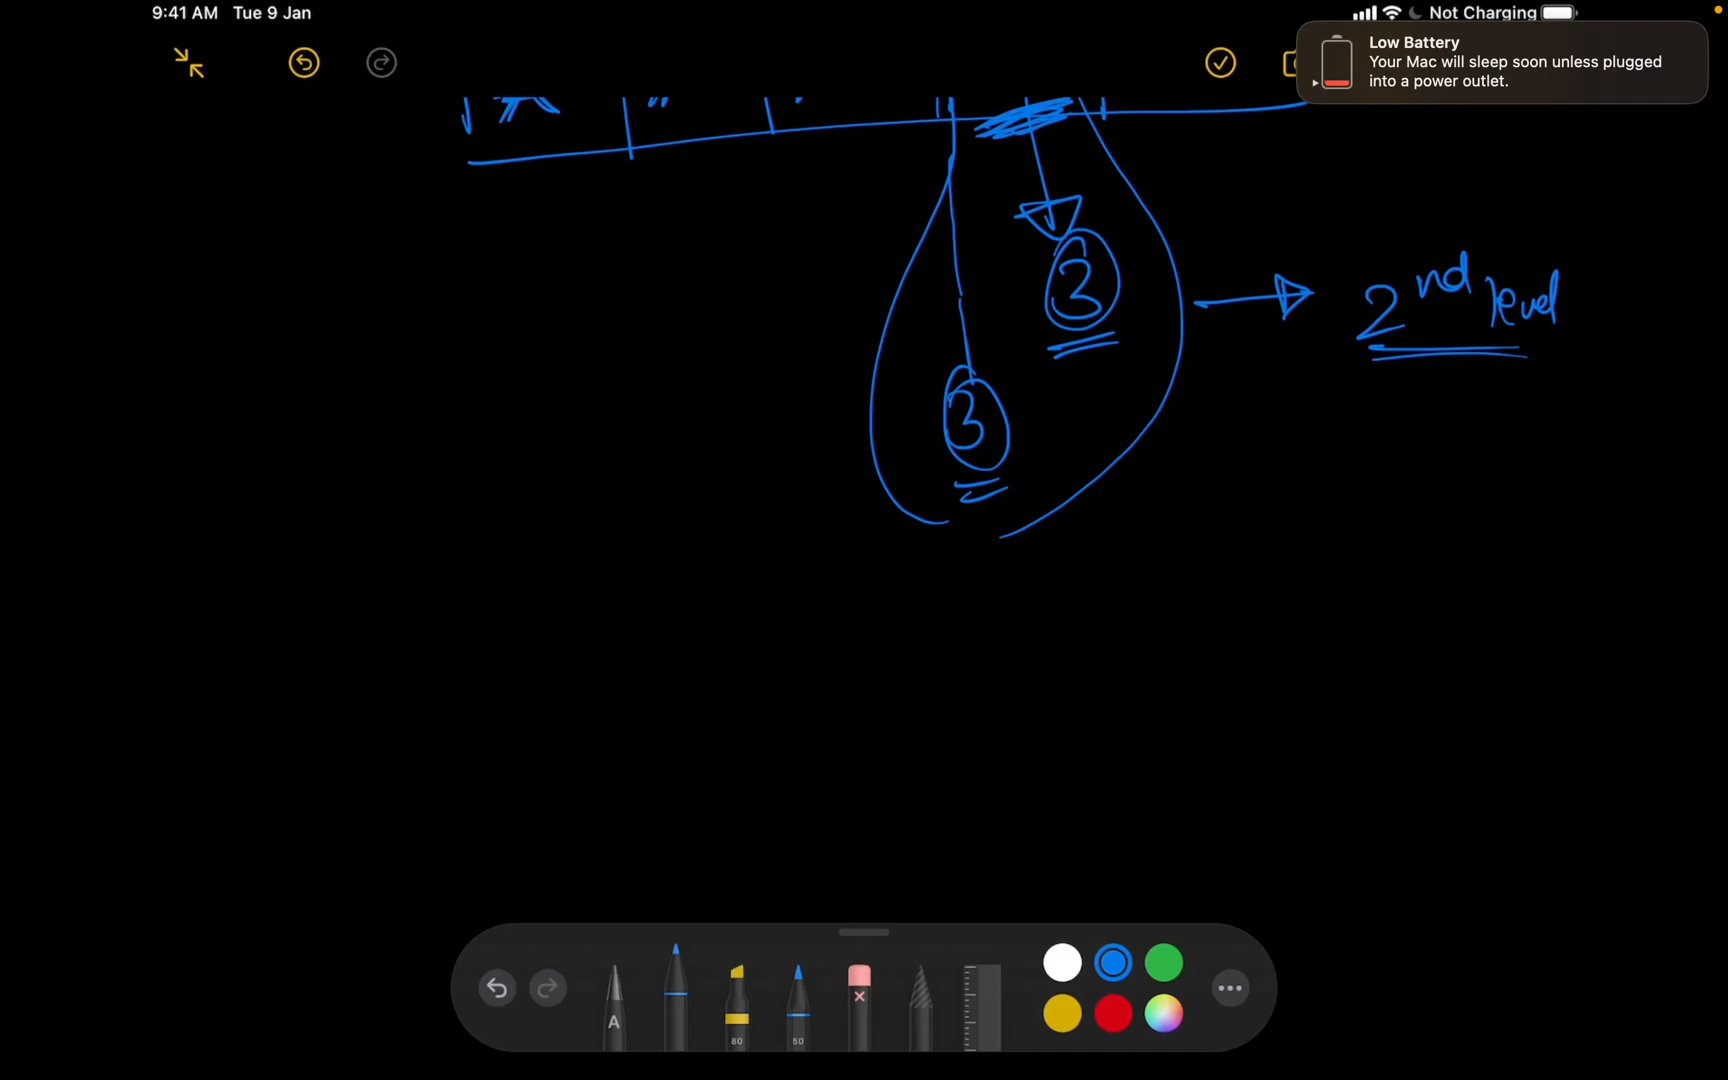 9:41 AM Tue 9 Jan
Not Charging
Low Battery
Your Mac will sleep soon unless plugged
into a power outlet.
3
2nd level
3
A
80
50